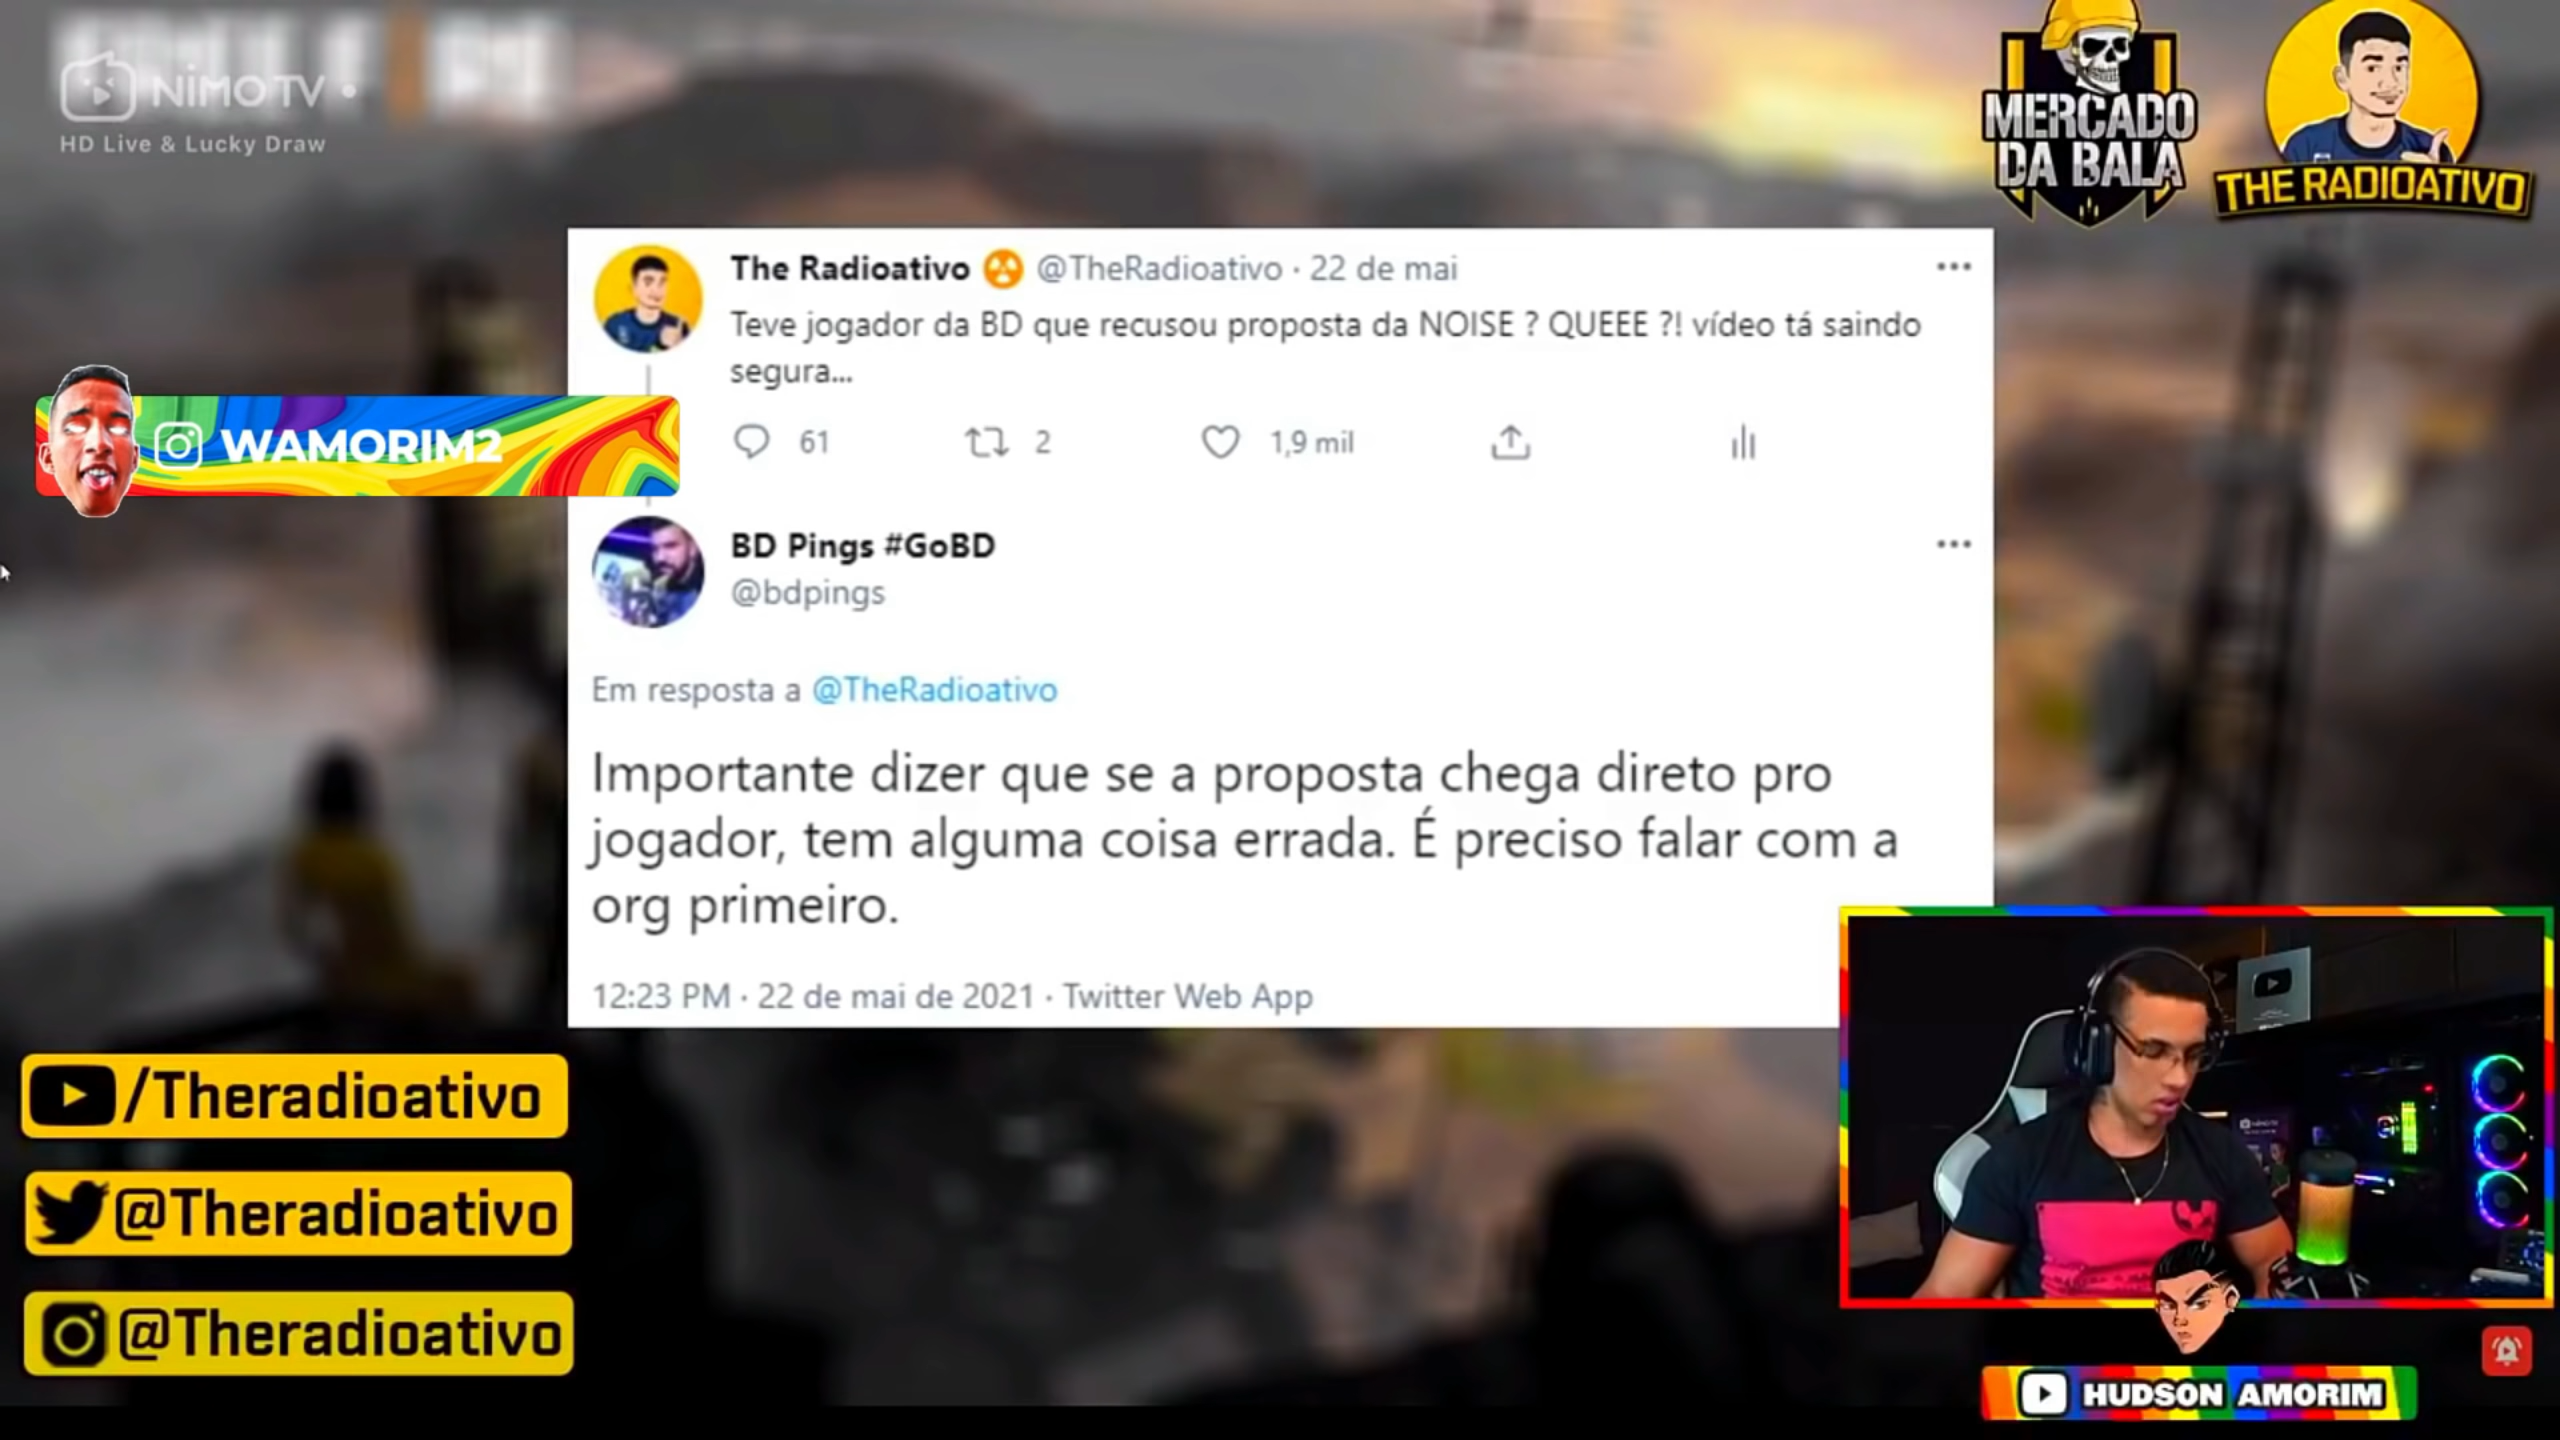 NiMO TV
HD Live & Lucky Draw
MERCADO
DA BALA
THE RADIOATIVO
The Radioativo @TheRadioativo · 22 de mai
Teve jogador da BD que recusou proposta da NOISE ? QUEEE ?! vídeo tá saindo
segura...
61 2 1,9 mil
WAMORIM2
BD Pings #GoBD
@bdpings
Em resposta a @TheRadioativo
Importante dizer que se a proposta chega direto pro
jogador, tem alguma coisa errada. É preciso falar com a
org primeiro.
12:23 PM · 22 de mai de 2021 · Twitter Web App
/Theradioativo
@Theradioativo
@Theradioativo
HUDSON AMORIM